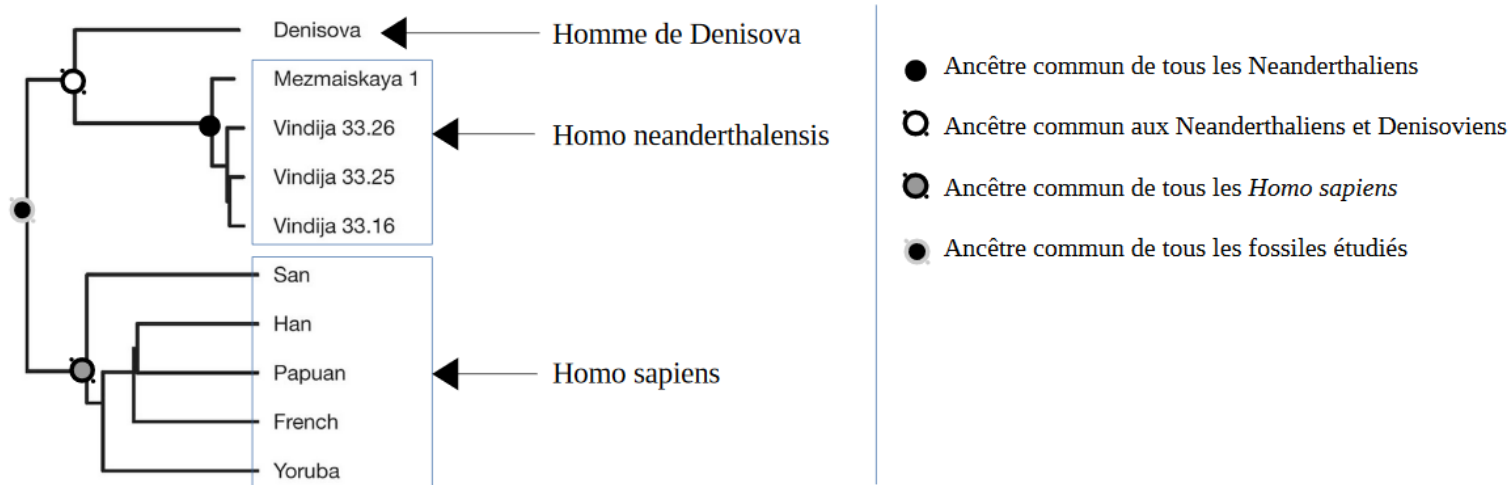 Denisova
Homme de Denisova
Mezmaiskaya 1
Vindija 33.26
Homo neanderthalensis
Vindija 33.25
Vindija 33.16
San
Han
Papuan
Homo sapiens
French
Yoruba
Ancêtre commun de tous les Neanderthaliens
Ancêtre commun aux Neanderthaliens et Denisoviens
Ancêtre commun de tous les Homo sapiens
Ancêtre commun de tous les fossiles étudiés